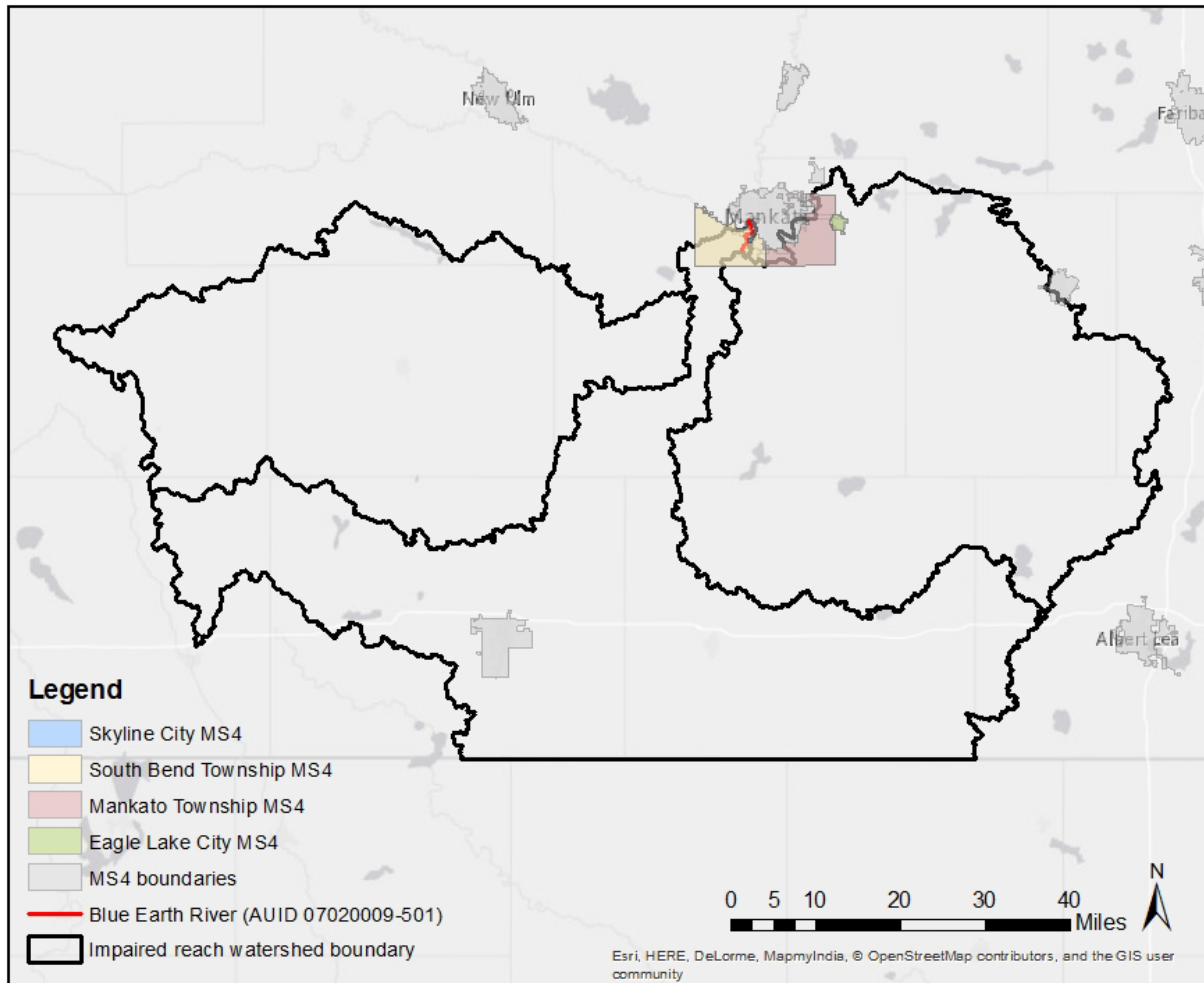 New Ulm
Fariba
Mankato
Albert Lea
Legend
Skyline City MS4
South Bend Township MS4
Mankato Township MS4
Eagle Lake City MS4
MS4 boundaries
Blue Earth River (AUID 07020009-501)
Impaired reach watershed boundary
N
0 5 10 20 30 40
Miles
Esri, HERE, DeLorme, MapmyIndia, © OpenStreetMap contributors, and the GIS user
community